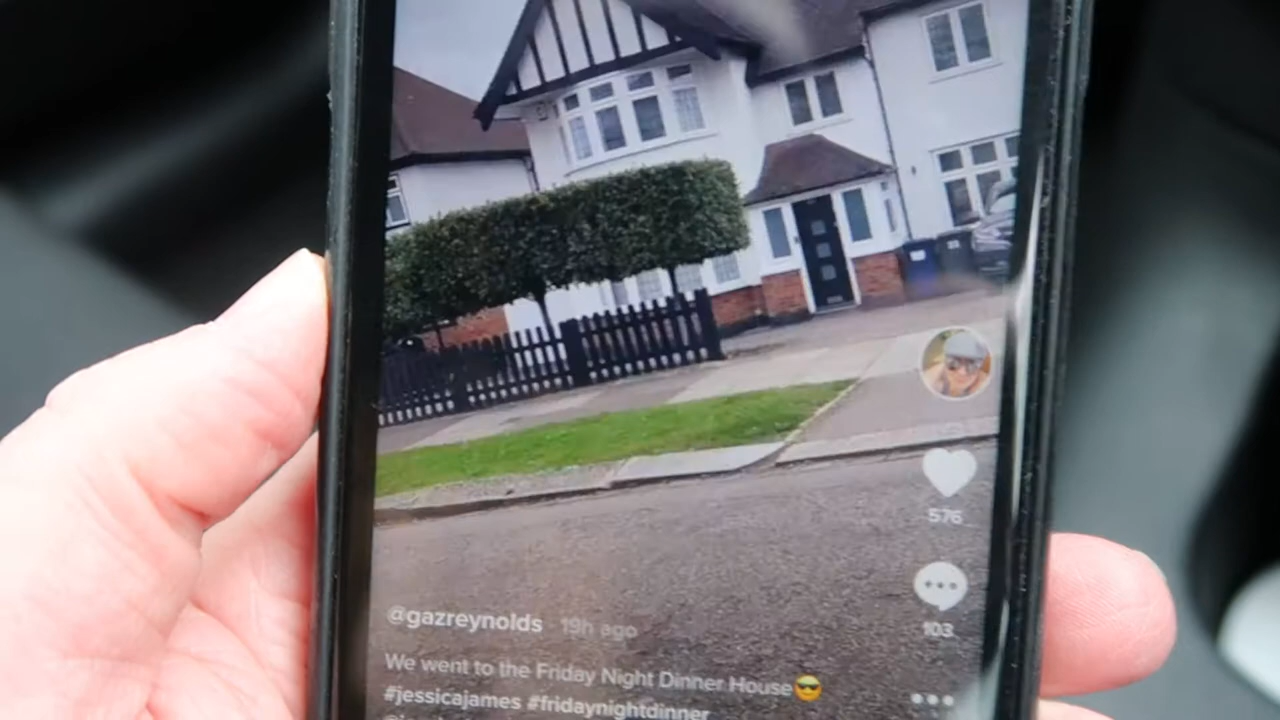 576
103
@gazreynolds 19h ago
We went to the Friday Night Dinner House😎
#jessicajames #fridaynightdinner